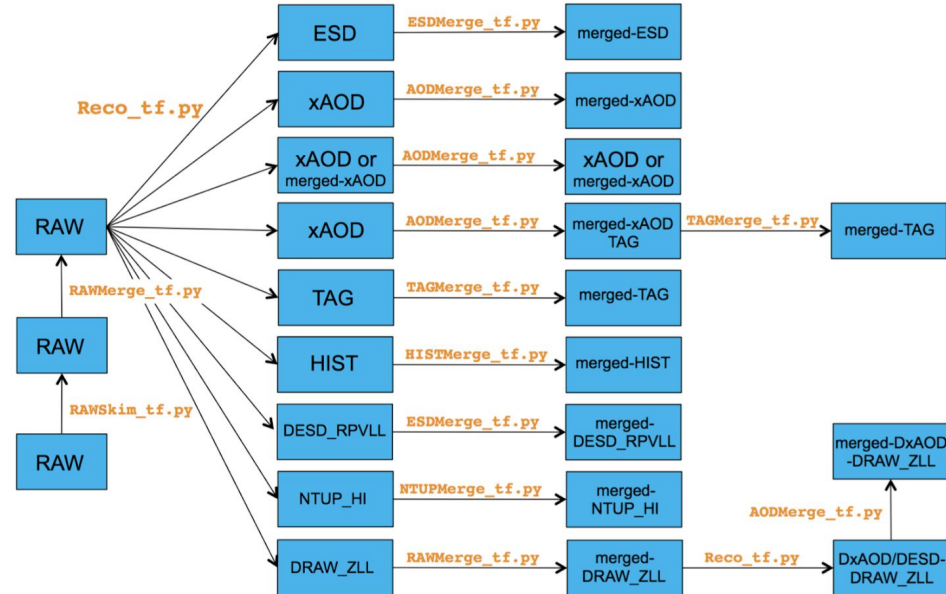 ESD
ESDMerge_tf.py
merged-ESD
Reco_tf.py
xAOD
AODMerge_tf.py
merged-xAOD
xAOD or
merged-xAOD
AODMerge_tf.py
xAOD or
merged-xAOD
RAW
xAOD
AODMerge_tf.py
merged-xAOD
TAG
TAGMerge_tf.py
merged-TAG
RAWMerge_tf.py
TAG
TAGMerge_tf.py
merged-TAG
RAW
HIST
HISTMerge_tf.py
merged-HIST
RAWSkim_tf.py
DESD_RPVLL
ESDMerge_tf.py
merged-
DESD_RPVLL
merged-DxAOD
-DRAW_ZLL
RAW
NTUP_HI
NTUPMerge_tf.py
merged-
NTUP_HI
AODMerge_tf.py
DRAW_ZLL
RAWMerge_tf.py
merged-
DRAW_ZLL
Reco_tf.py
DxAOD/DESD-
DRAW_ZLL